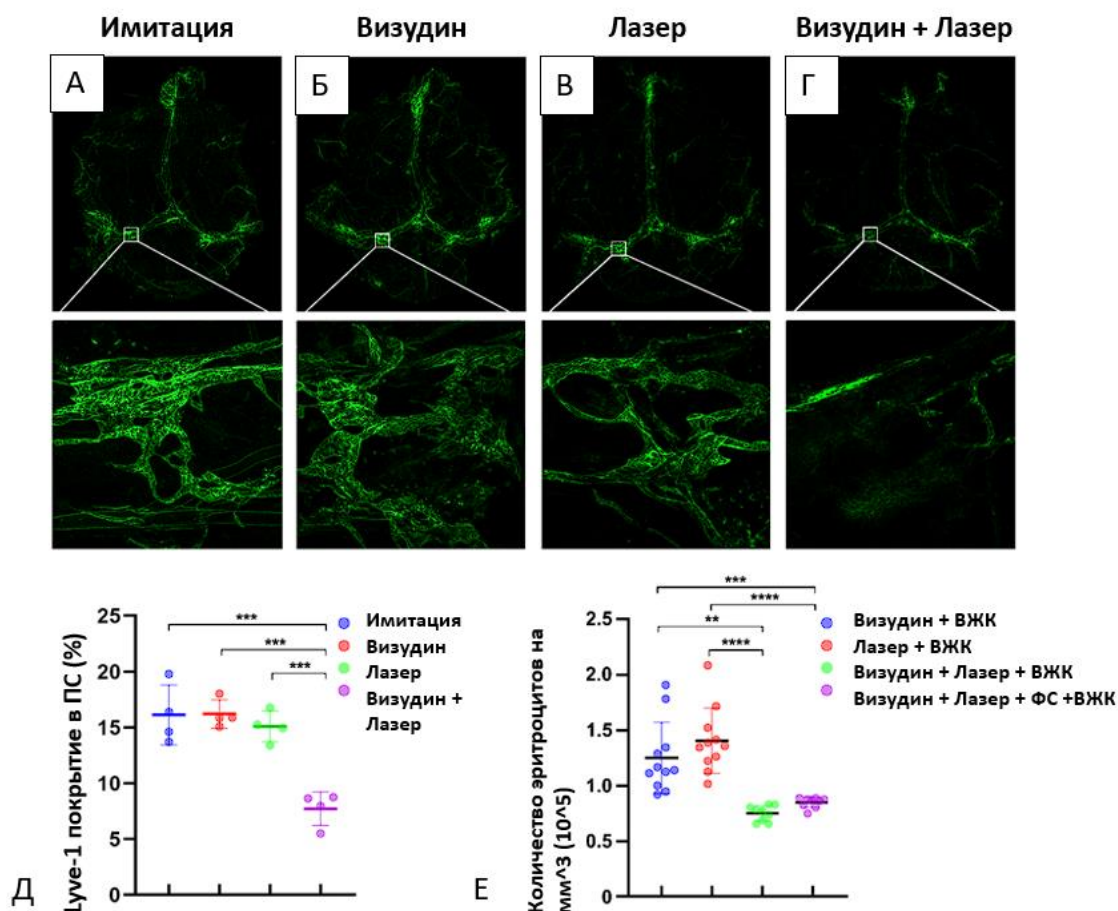 Имитация
Визудин
Лазер
Визудин + Лазер
А
Б
В
Г
Lyve-1 покрытие в ПС (%)
25
20
15
10
5
0
***
***
***
Имитация
Визудин
Лазер
Визудин +
Лазер
Д
Количество эритроцитов на
мм^3 (10^5)
2.5
2.0
1.5
1.0
0.5
0
***
****
**
****
Визудин + ВЖК
Лазер + ВЖК
Визудин + Лазер + ВЖК
Визудин + Лазер + ФС +ВЖК
Е